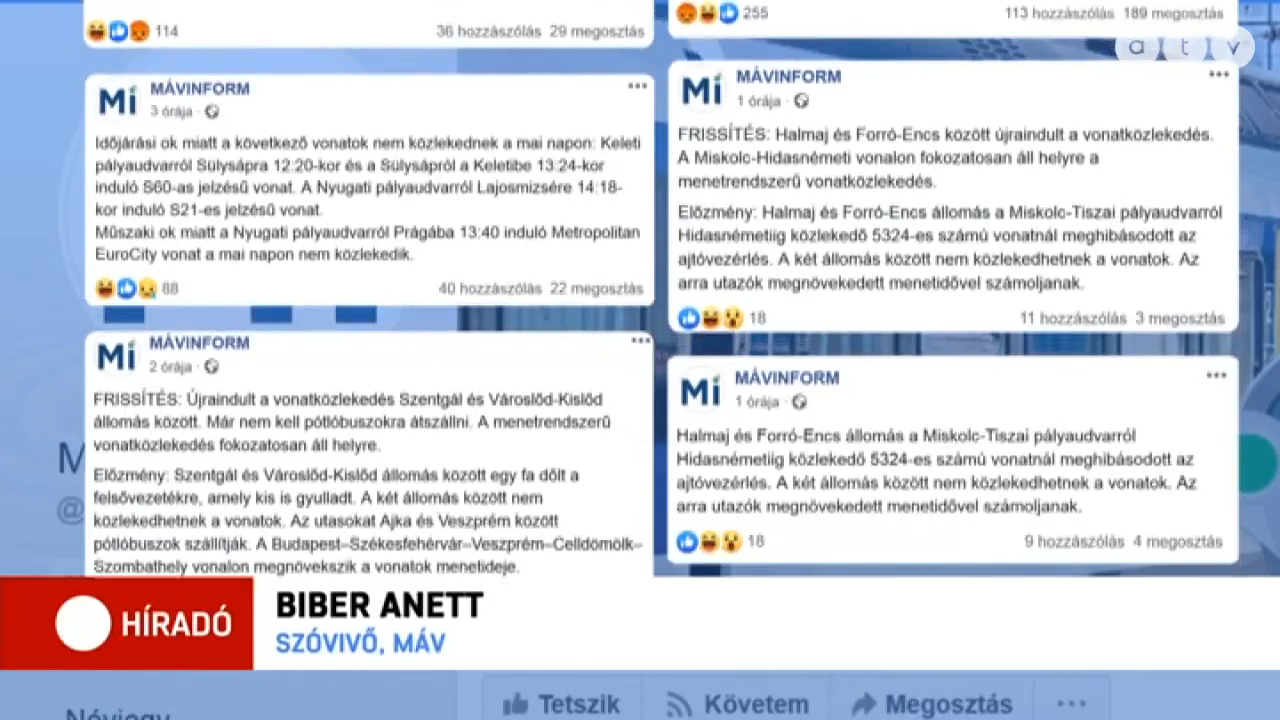 114
36 hozzászólás 29 megosztás
MÁVINFORM
3 órája
Időjárási ok miatt a következő vonatok nem közlekednek a mai napon: Keleti
pályaudvarról Sülysápra 12:20-kor és a Sülysápról a Keletibe 13:24-kor
induló S60-as jelzésű vonat. A Nyugati pályaudvarról Lajosmizsére 14:18-
kor induló S21-es jelzésű vonat.
Műszaki ok miatt a Nyugati pályaudvarról Prágába 13:40 induló Metropolitan
EuroCity vonat a mai napon nem közlekedik.
88
40 hozzászólás 22 megosztás
MÁVINFORM
2 órája
FRISSÍTÉS: Újraindult a vonatközlekedés Szentgál és Városlőd-Kislőd
állomás között. Már nem kell pótlóbuszokra átszállni. A menetrendszerű
vonatközlekedés fokozatosan áll helyre.
Előzmény: Szentgál és Városlőd-Kislőd állomás között egy fa dőlt a
felsővezetékre, amely kis is gyulladt. A két állomás között nem
közlekedhetnek a vonatok. Az utasokat Ajka és Veszprém között
pótlóbuszok szállítják. A Budapest–Székesfehérvár–Veszprém–Celldömölk–
Szombathely vonalon megnövekszik a vonatok menetideje.
255
113 hozzászólás 189 megosztás
atv
MÁVINFORM
1 órája
FRISSÍTÉS: Halmaj és Forró-Encs között újraindult a vonatközlekedés.
A Miskolc-Hidasnémeti vonalon fokozatosan áll helyre a
menetrendszerű vonatközlekedés.
Előzmény: Halmaj és Forró-Encs állomás a Miskolc-Tiszai pályaudvarról
Hidasnémetiig közlekedő 5324-es számú vonatnál meghibásodott az
ajtóvezérlés. A két állomás között nem közlekedhetnek a vonatok. Az
arra utazók megnövekedett menetidővel számoljanak.
18
11 hozzászólás 3 megosztás
MÁVINFORM
1 órája
Halmaj és Forró-Encs állomás a Miskolc-Tiszai pályaudvarról
Hidasnémetiig közlekedő 5324-es számú vonatnál meghibásodott az
ajtóvezérlés. A két állomás között nem közlekedhetnek a vonatok. Az
arra utazók megnövekedett menetidővel számoljanak.
18
9 hozzászólás 4 megosztás
HÍRADÓ
BIBER ANETT
SZÓVIVŐ, MÁV
Tetszik
Követem
Megosztás